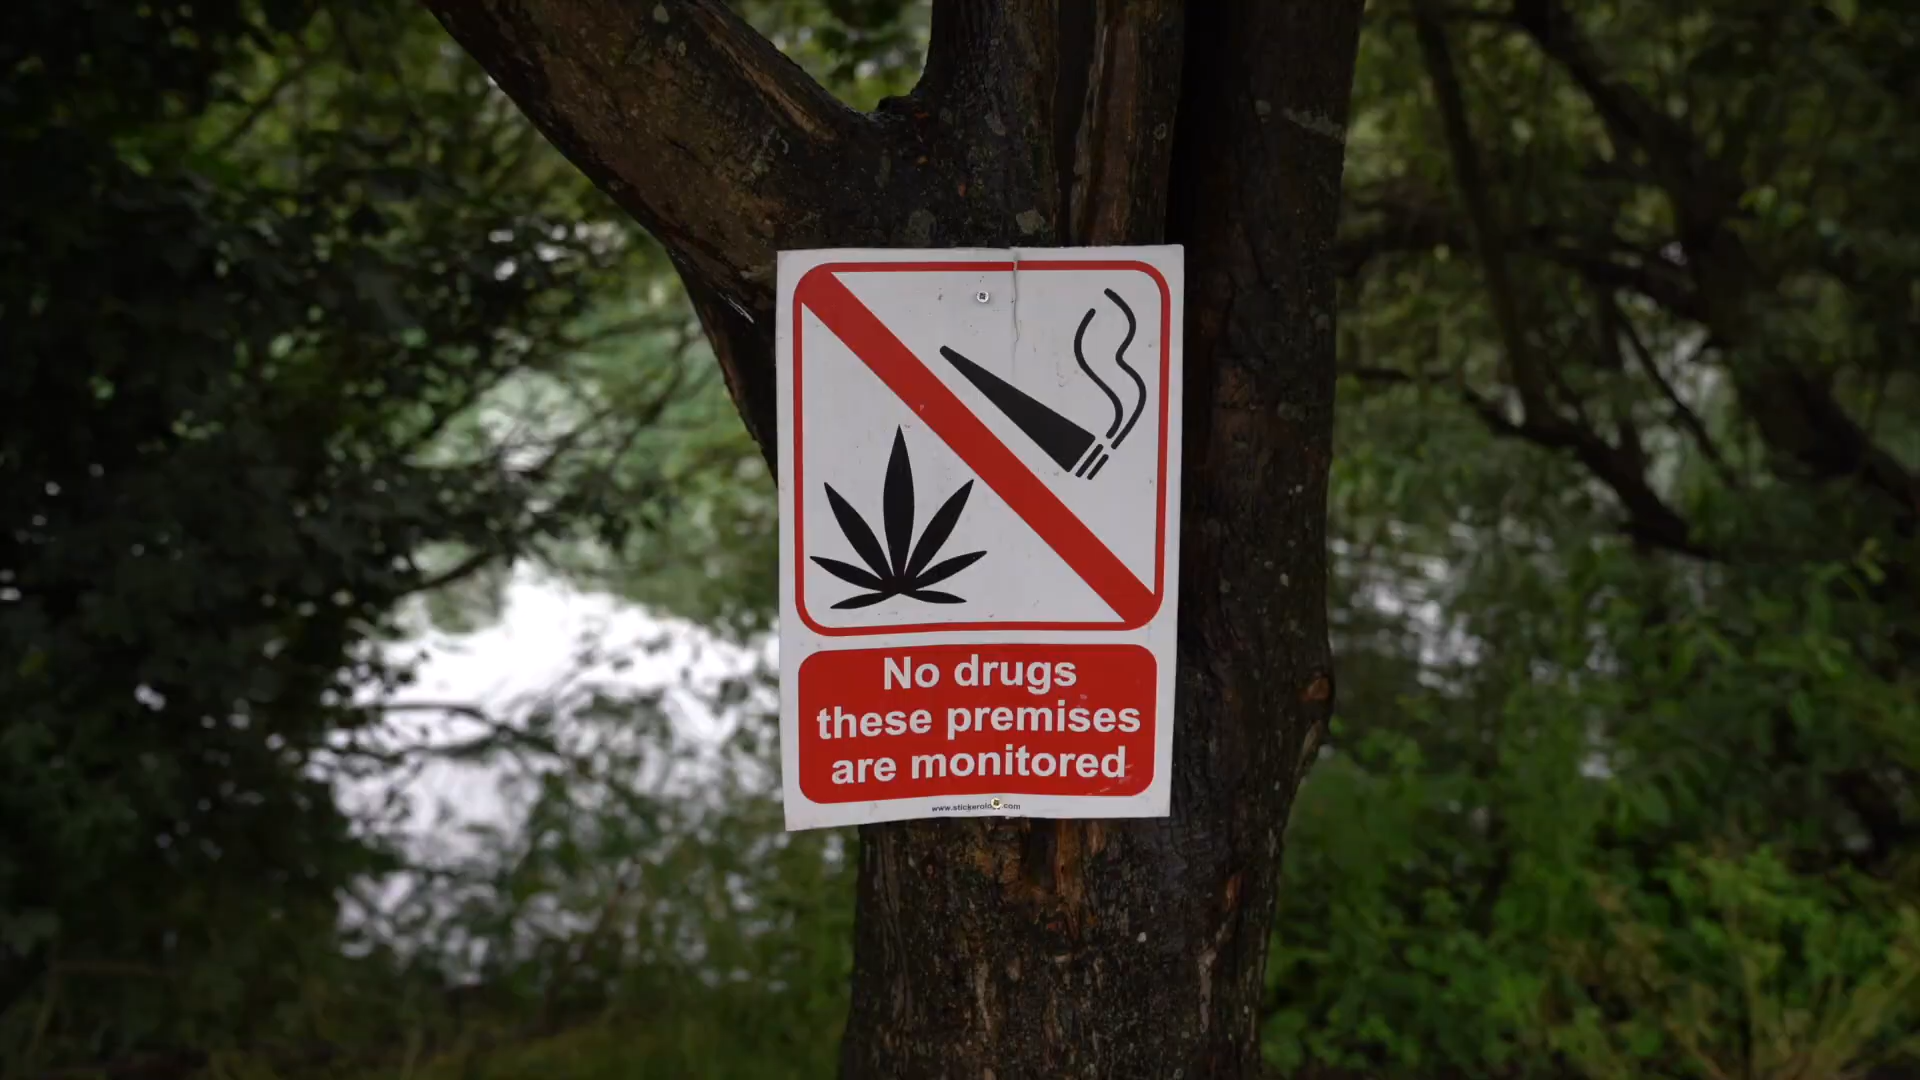 No drugs
these premises
are monitored